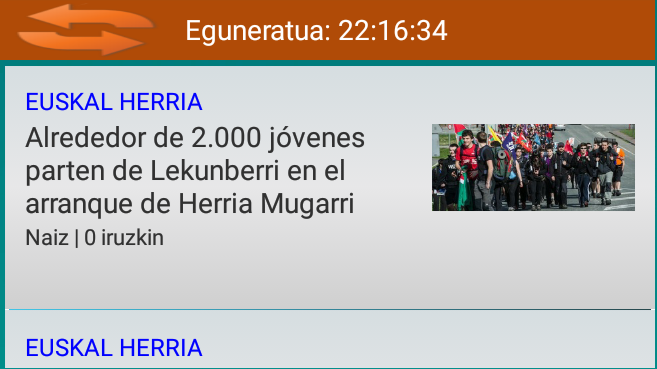 Eguneratua: 22:16:34
EUSKAL HERRIA
Alrededor de 2.000 jóvenes
parten de Lekunberri en el
arranque de Herria Mugarri
Naiz | 0 iruzkin
EUSKAL HERRIA